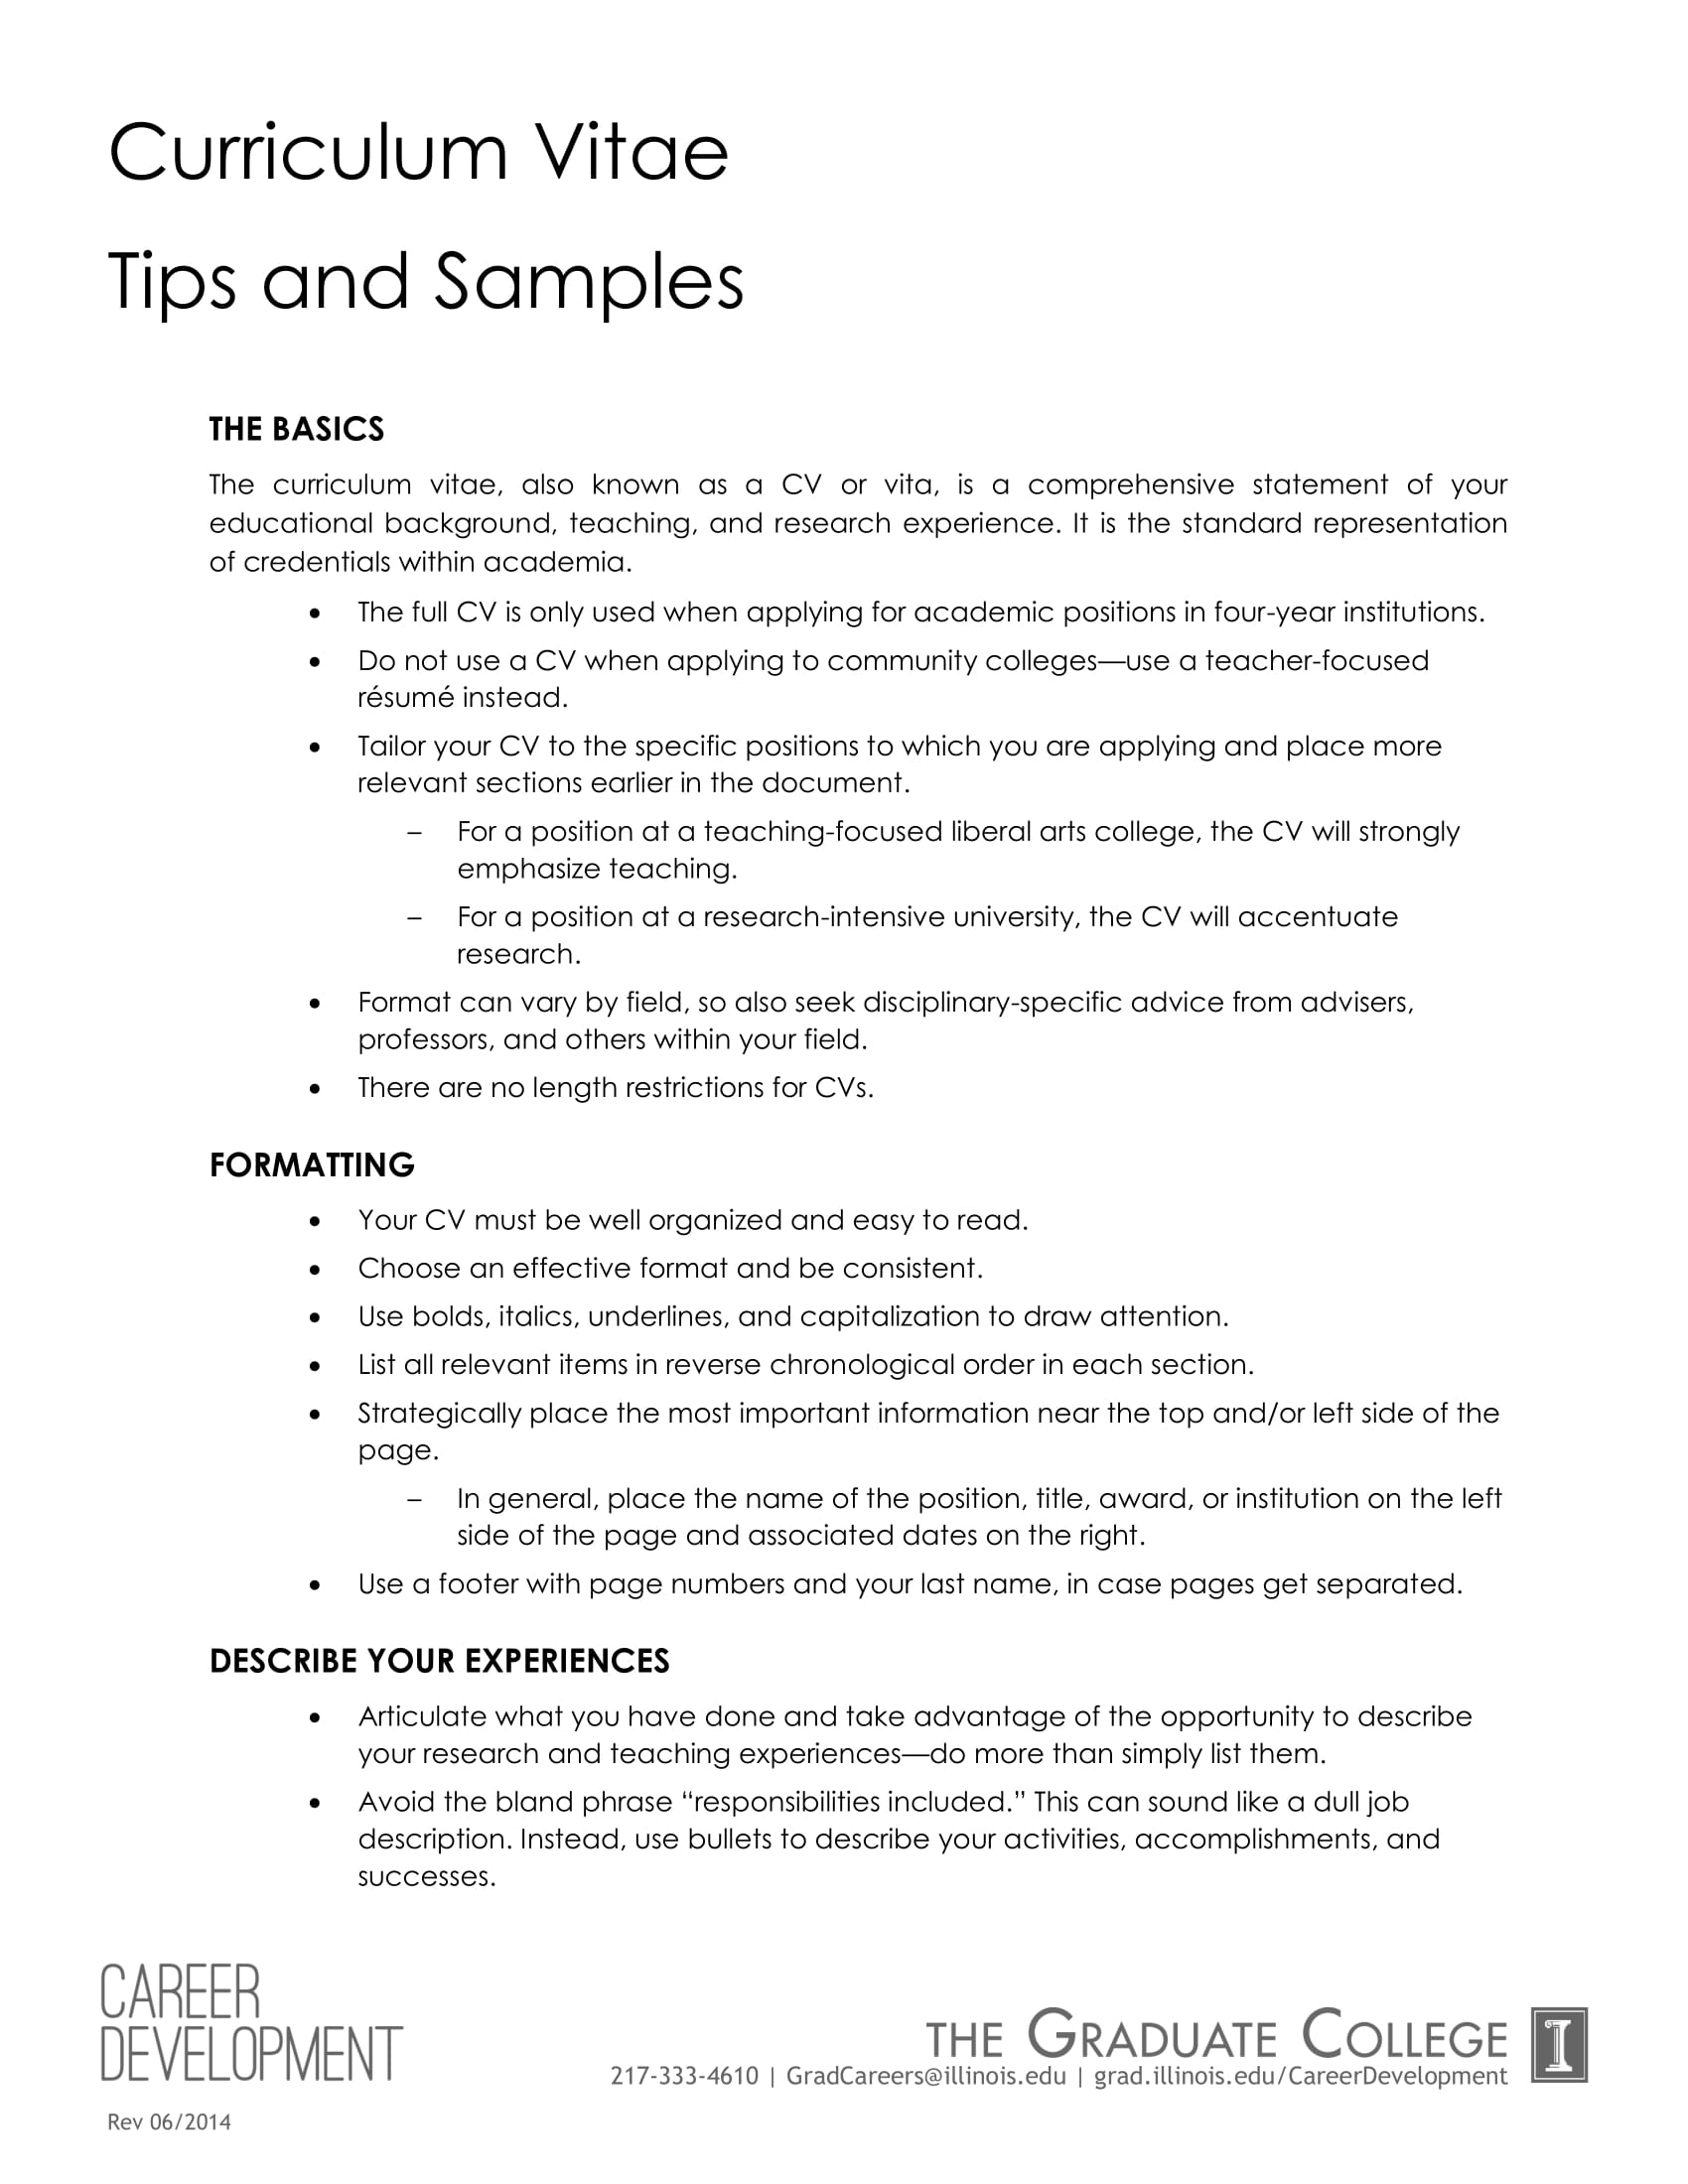 Curriculum Vitae
Tips and Samples
THE BASICS
The curriculum vitae, also known as a CV or vita, is a comprehensive statement of your
educational background, teaching, and research experience. It is the standard representation
of credentials within academia.
• The full CV is only used when applying for academic positions in four-year institutions.
• Do not use a CV when applying to community colleges—use a teacher-focused
résumé instead.
• Tailor your CV to the specific positions to which you are applying and place more
relevant sections earlier in the document.
– For a position at a teaching-focused liberal arts college, the CV will strongly
emphasize teaching.
– For a position at a research-intensive university, the CV will accentuate
research.
• Format can vary by field, so also seek disciplinary-specific advice from advisers,
professors, and others within your field.
• There are no length restrictions for CVs.
FORMATTING
• Your CV must be well organized and easy to read.
• Choose an effective format and be consistent.
• Use bolds, italics, underlines, and capitalization to draw attention.
• List all relevant items in reverse chronological order in each section.
• Strategically place the most important information near the top and/or left side of the
page.
– In general, place the name of the position, title, award, or institution on the left
side of the page and associated dates on the right.
• Use a footer with page numbers and your last name, in case pages get separated.
DESCRIBE YOUR EXPERIENCES
• Articulate what you have done and take advantage of the opportunity to describe
your research and teaching experiences—do more than simply list them.
• Avoid the bland phrase “responsibilities included.” This can sound like a dull job
description. Instead, use bullets to describe your activities, accomplishments, and
successes.
CAREER
DEVELOPMENT
THE GRADUATE COLLEGE I
217-333-4610 | GradCareers@illinois.edu | grad.illinois.edu/CareerDevelopment
Rev 06/2014